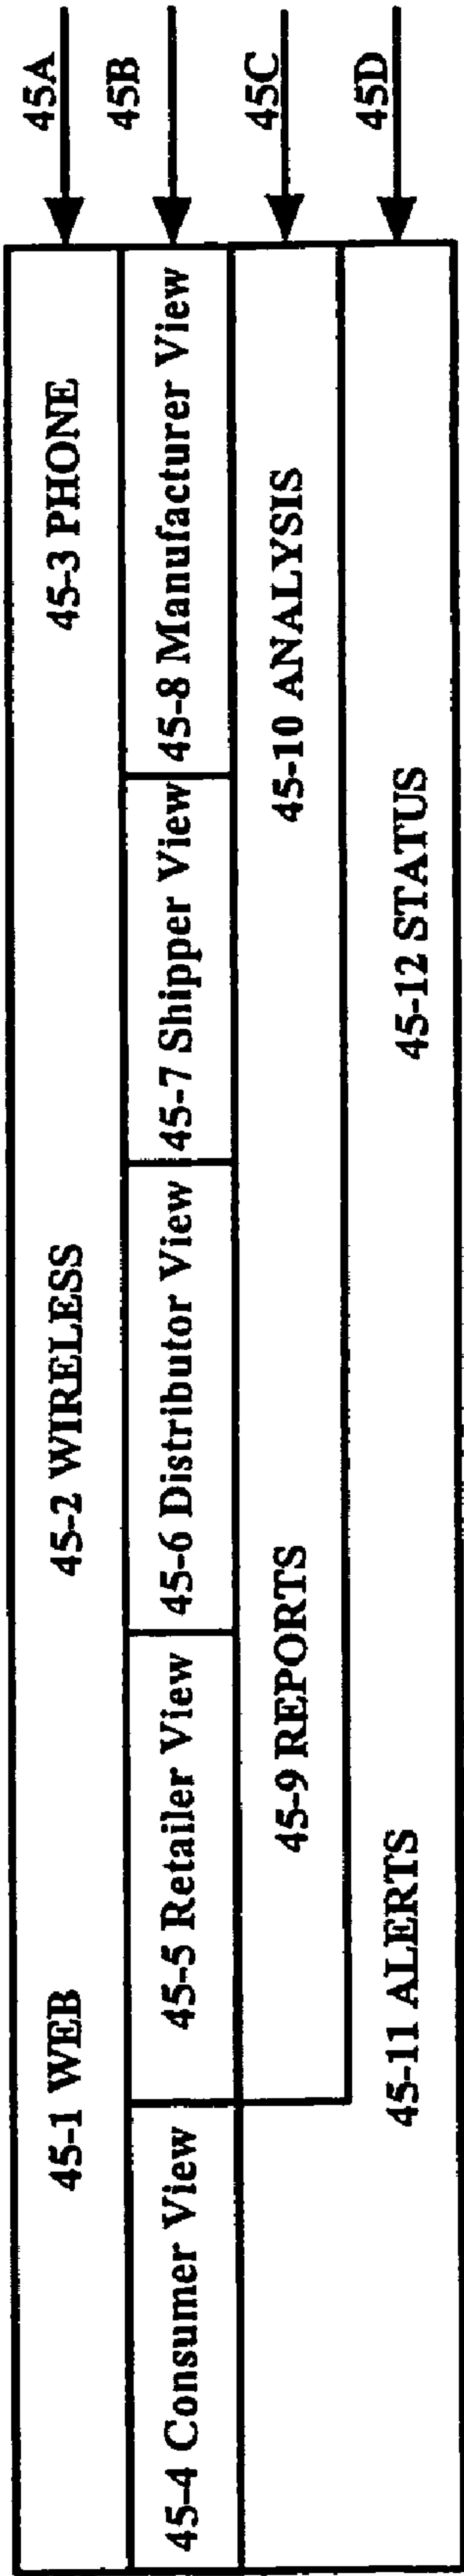 45-1 WEB 45-2 WIRELESS 45-3 PHONE 45A
45-4 Consumer View 45-5 Retailer View 45-6 Distributor View 45-7 Shipper View 45-8 Manufacturer View 45B
45-9 REPORTS 45-10 ANALYSIS 45C
45-11 ALERTS 45-12 STATUS 45D